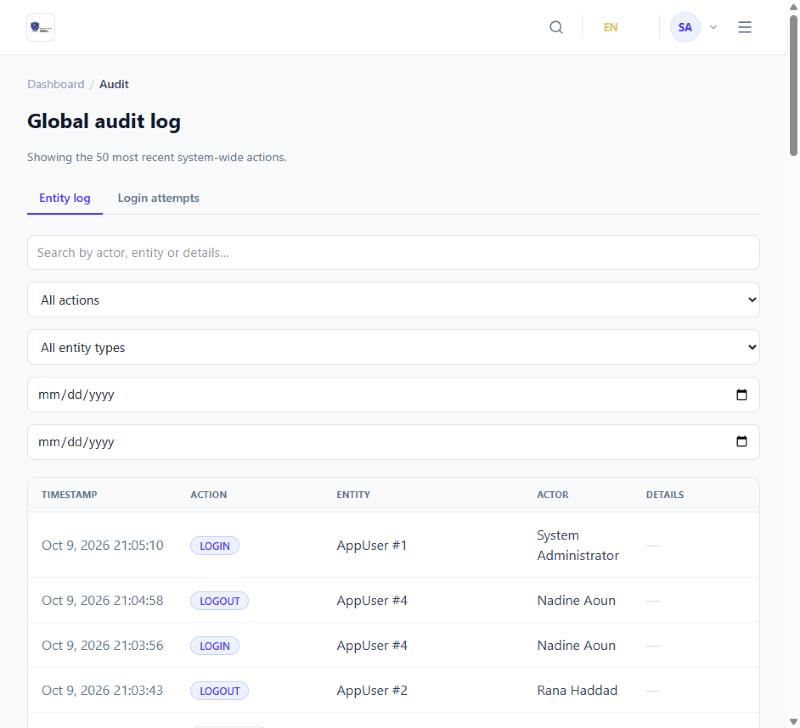 EN SA
Dashboard / Audit
Global audit log
Showing the 50 most recent system-wide actions.
Entity log Login attempts
Search by actor, entity or details...
All actions
All entity types
mm/dd/yyyy
mm/dd/yyyy
TIMESTAMP ACTION ENTITY ACTOR DETAILS
Oct 9, 2026 21:05:10 LOGIN AppUser #1 System Administrator —
Oct 9, 2026 21:04:58 LOGOUT AppUser #4 Nadine Aoun —
Oct 9, 2026 21:03:56 LOGIN AppUser #4 Nadine Aoun —
Oct 9, 2026 21:03:43 LOGOUT AppUser #2 Rana Haddad —